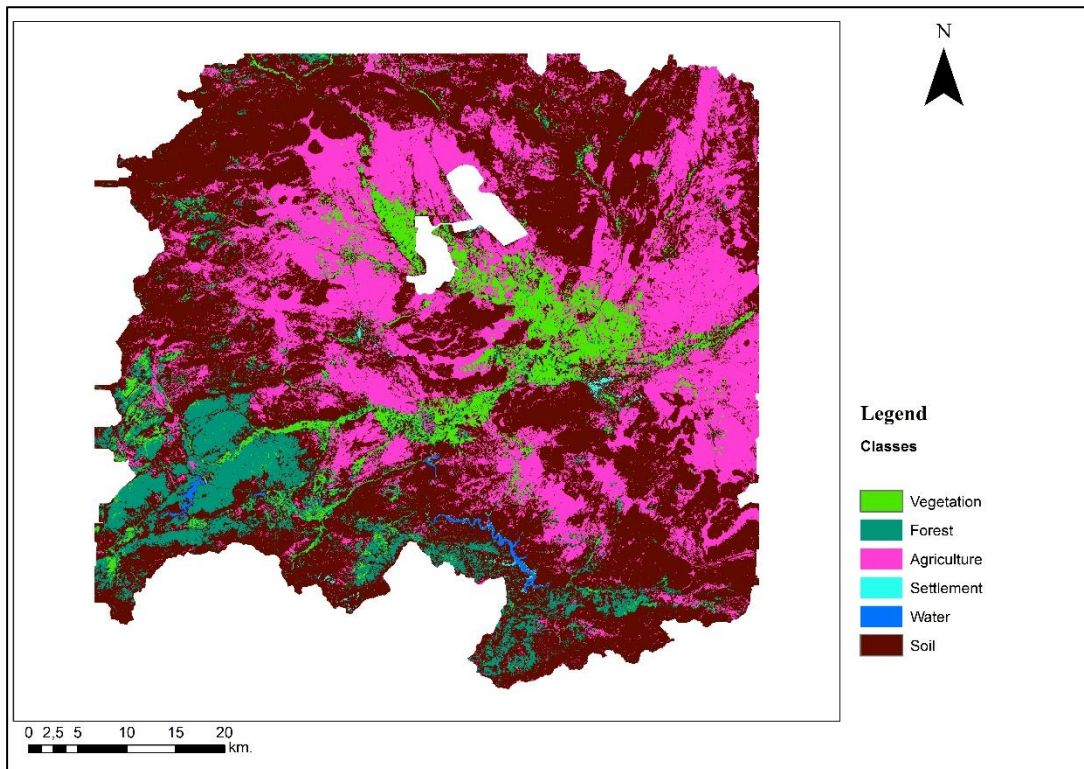 N
Legend
Classes
Vegetation
Forest
Agriculture
Settlement
Water
Soil
0 2,5 5 10 15 20
km.